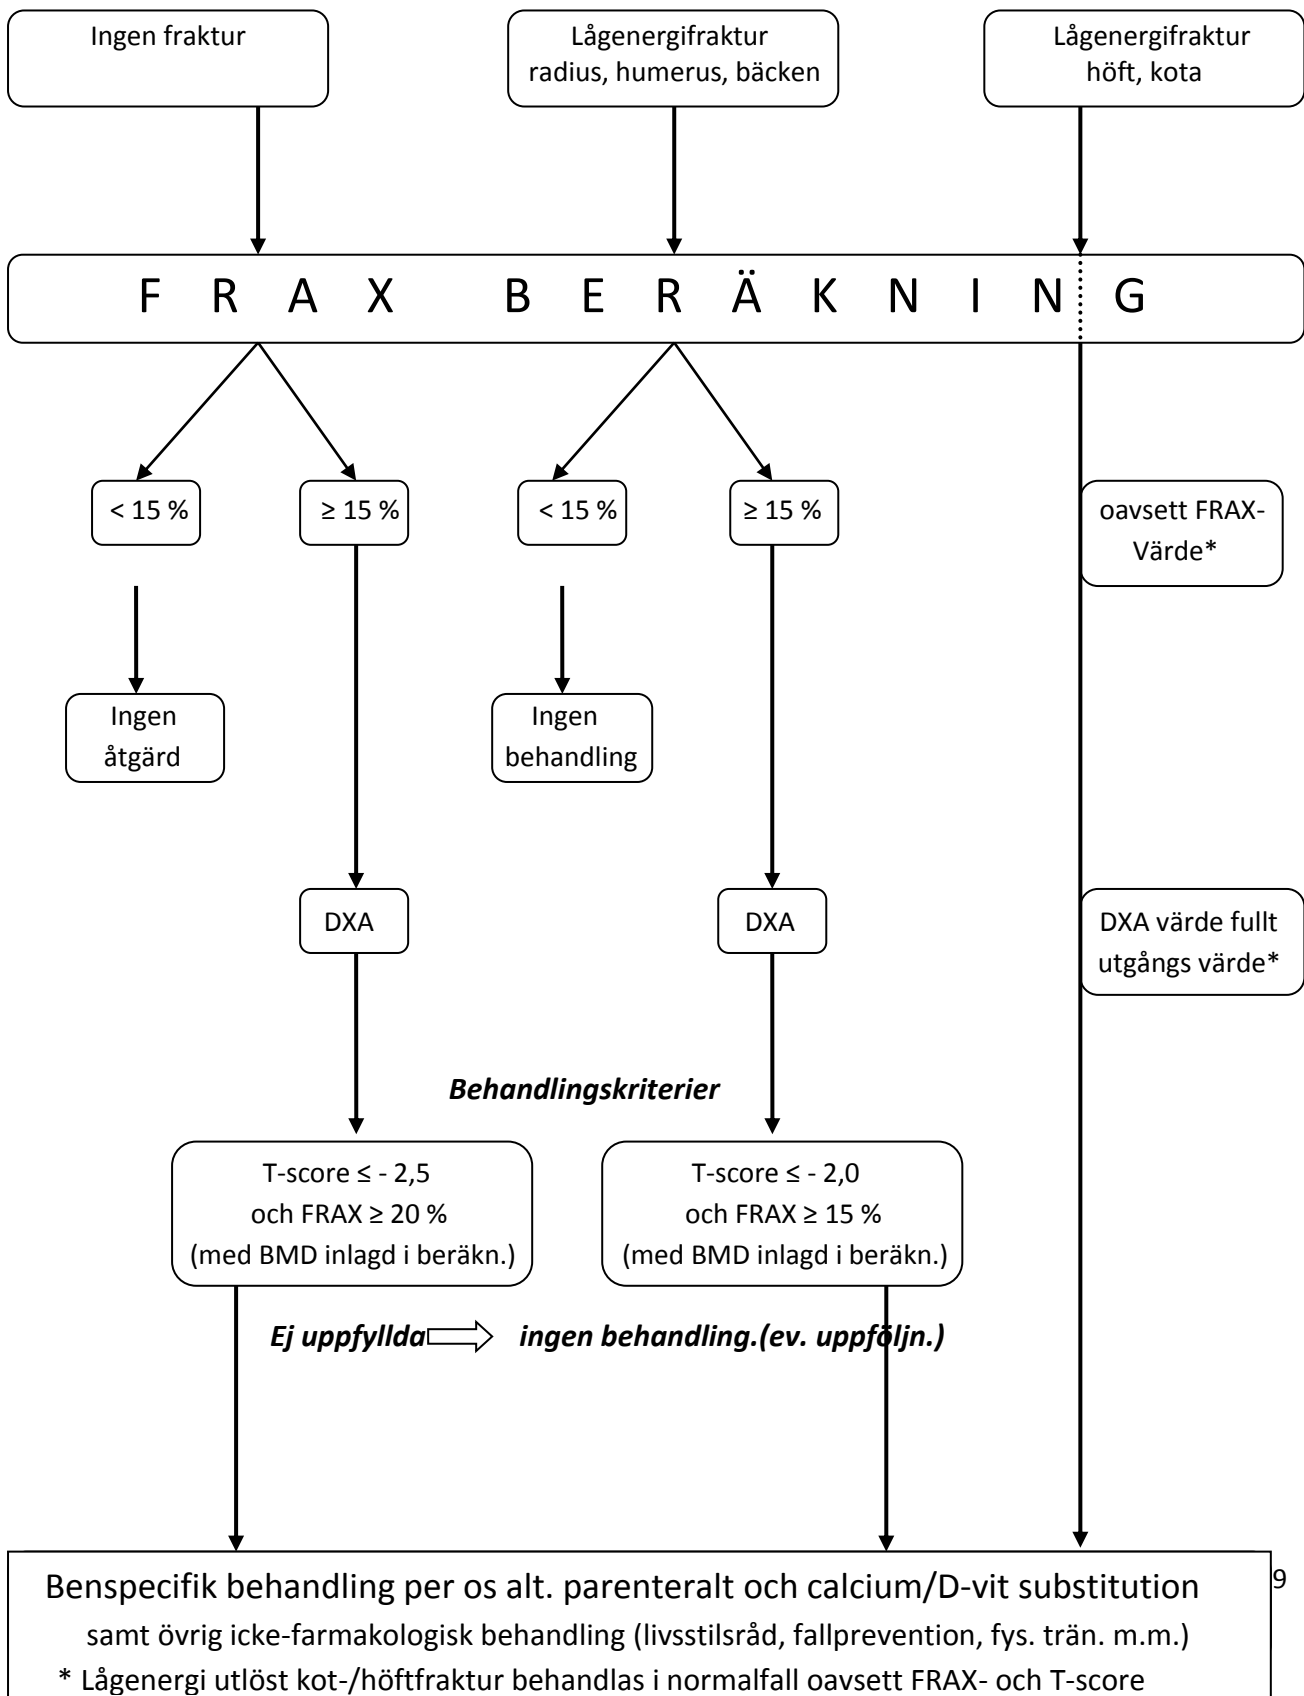 Ingen fraktur
Lågenergifraktur
radius, humerus, bäcken
Lågenergifraktur
höft, kota
F R A X B E R Ä K N I N G
< 15 %
≥ 15 %
< 15 %
≥ 15 %
oavsett FRAX-
Värde*
Ingen
åtgärd
Ingen
behandling
DXA
DXA
DXA värde fullt
utgångs värde*
Behandlingskriterier
T-score ≤ - 2,5
och FRAX ≥ 20 %
(med BMD inlagd i beräkn.)
T-score ≤ - 2,0
och FRAX ≥ 15 %
(med BMD inlagd i beräkn.)
Ej uppfyllda ingen behandling.(ev. uppföljn.)
Benspecifik behandling per os alt. parenteralt och calcium/D-vit substitution
9
samt övrig icke-farmakologisk behandling (livsstilsråd, fallprevention, fys. trän. m.m.)
* Lågenergi utlöst kot-/höftfraktur behandlas i normalfall oavsett FRAX- och T-score